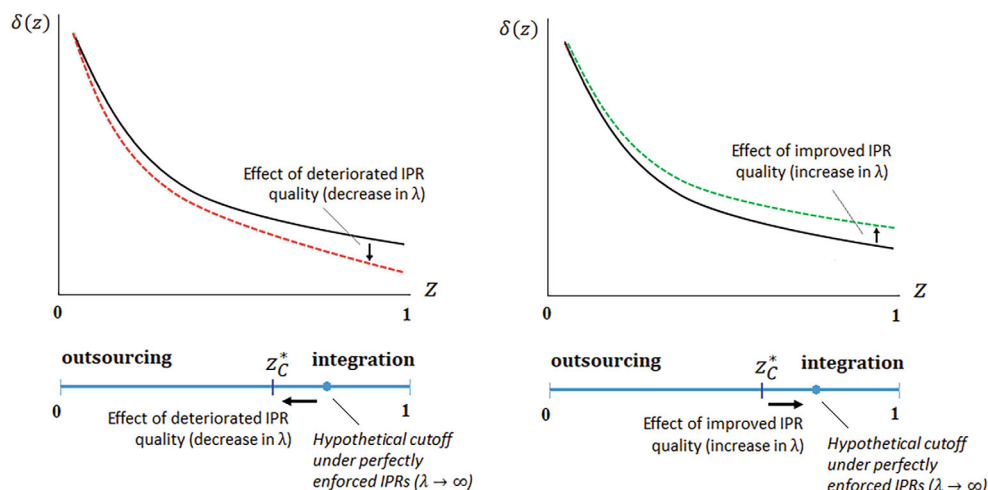 δ(z)
Effect of deteriorated IPR
quality (decrease in λ)
Z
0
1
outsourcing
z*C
integration
0
1
Effect of deteriorated IPR
quality (decrease in λ)
Hypothetical cutoff
under perfectly
enforced IPRs (λ → ∞)
δ(z)
Effect of improved IPR
quality (increase in λ)
Z
0
1
outsourcing
z*C
integration
0
1
Effect of improved IPR
quality (increase in λ)
Hypothetical cutoff
under perfectly
enforced IPRs (λ → ∞)